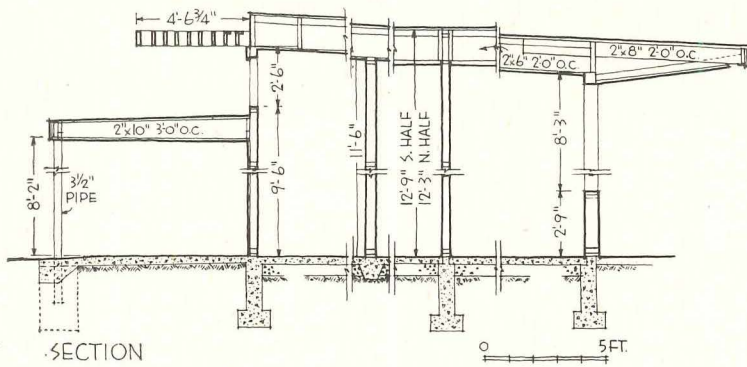 4'-6¾"
2"x8" 2'-0" O.C.
2"x6" 2'-0" O.C.
2'-6"
2"x10" 3'-0" O.C.
8'-3"
11'-6"
12'-9" S. HALF
12'-3" N. HALF
9'-6"
8'-2"
3½"
PIPE
2'-9"
SECTION
0 5 FT.